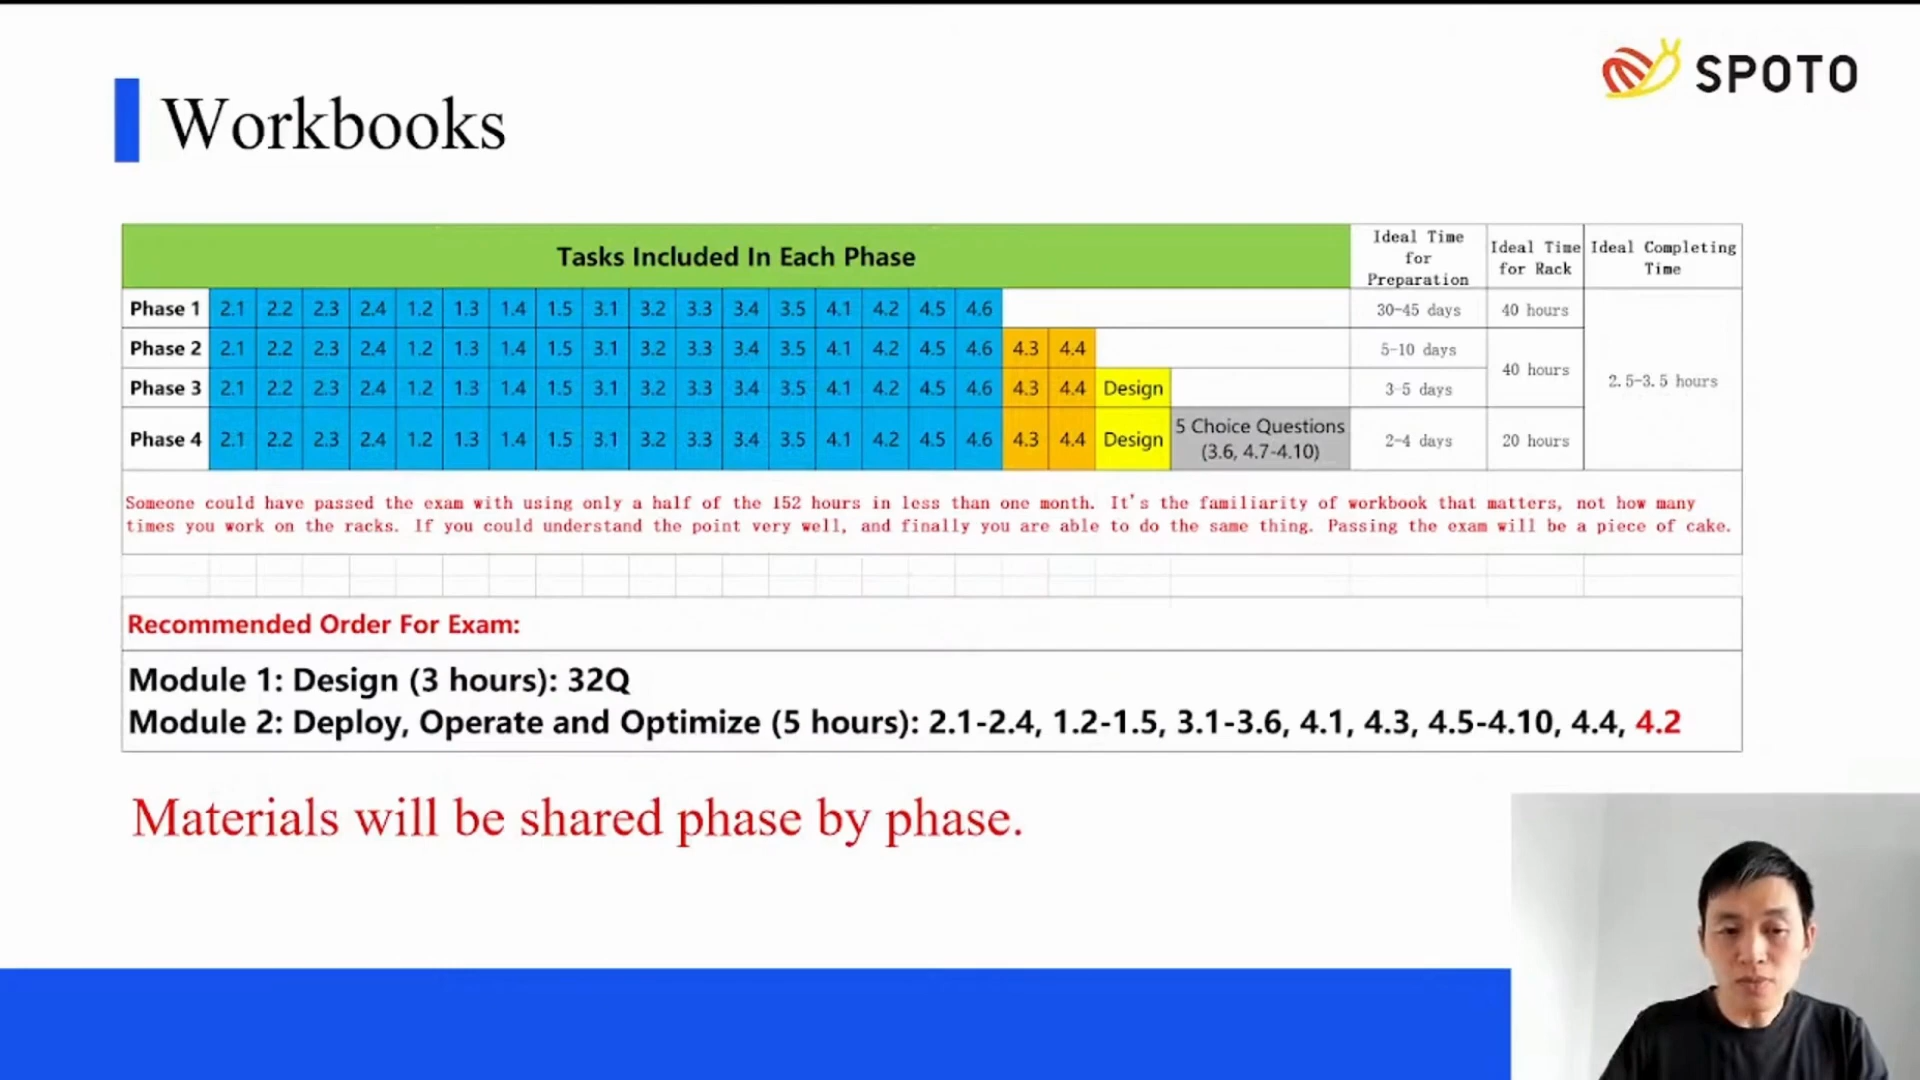 SPOTO
Workbooks
Tasks Included In Each Phase
Ideal Time
for
Preparation
Ideal Time
for Rack
Ideal Completing
Time
Phase 1 2.1 2.2 2.3 2.4 1.2 1.3 1.4 1.5 3.1 3.2 3.3 3.4 3.5 4.1 4.2 4.5 4.6 30-45 days 40 hours
Phase 2 2.1 2.2 2.3 2.4 1.2 1.3 1.4 1.5 3.1 3.2 3.3 3.4 3.5 4.1 4.2 4.5 4.6 4.3 4.4 5-10 days
40 hours
2.5-3.5 hours
Phase 3 2.1 2.2 2.3 2.4 1.2 1.3 1.4 1.5 3.1 3.2 3.3 3.4 3.5 4.1 4.2 4.5 4.6 4.3 4.4 Design 3-5 days
Phase 4 2.1 2.2 2.3 2.4 1.2 1.3 1.4 1.5 3.1 3.2 3.3 3.4 3.5 4.1 4.2 4.5 4.6 4.3 4.4 Design
5 Choice Questions
(3.6, 4.7-4.10)
2-4 days 20 hours
Someone could have passed the exam with using only a half of the 152 hours in less than one month. It's the familiarity of workbook that matters, not how many
times you work on the racks. If you could understand the point very well, and finally you are able to do the same thing. Passing the exam will be a piece of cake.
Recommended Order For Exam:
Module 1: Design (3 hours): 32Q
Module 2: Deploy, Operate and Optimize (5 hours): 2.1-2.4, 1.2-1.5, 3.1-3.6, 4.1, 4.3, 4.5-4.10, 4.4, 4.2
Materials will be shared phase by phase.